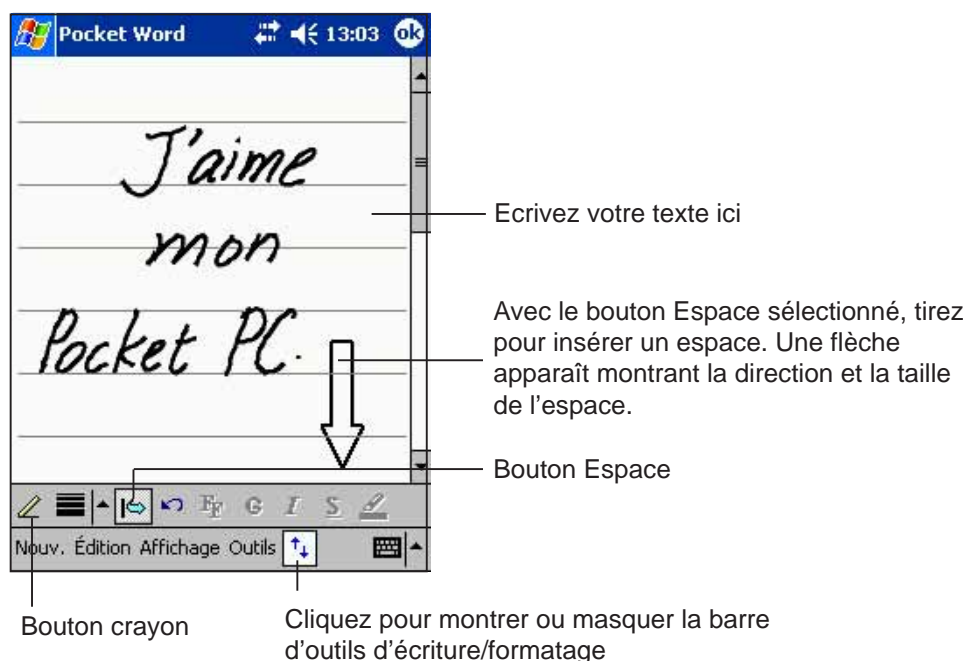 Pocket Word 13:03 ok
J'aime
mon
Pocket PC.
Ecrivez votre texte ici
Avec le bouton Espace sélectionné, tirez
pour insérer un espace. Une flèche
apparaît montrant la direction et la taille
de l'espace.
Bouton Espace
FF G I S
Nouv. Édition Affichage Outils
Bouton crayon
Cliquez pour montrer ou masquer la barre
d'outils d'écriture/formatage